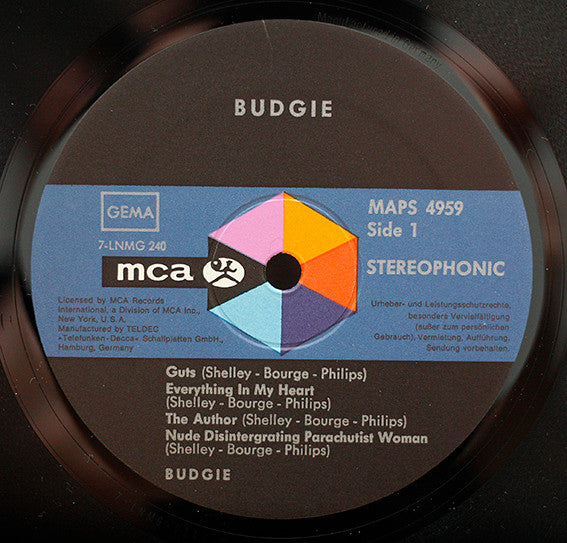 BUDGIE
GEMA
7-LNMG 240
mca
MAPS 4959
Side 1
STEREOPHONIC
Licensed by MCA Records
International, a Division of MCA Inc.,
New York, U.S.A.
Manufactured by TELDEC
»Telefunken-Decca« Schallplatten GmbH.,
Hamburg, Germany
Urheber- und Leistungsschutzrechte,
besondere Vervielfältigung
(außer zum persönlichen
Gebrauch), Vermietung, Aufführung,
Sendung vorbehalten.
Guts (Shelley - Bourge - Philips)
Everything In My Heart
(Shelley - Bourge - Philips)
The Author (Shelley - Bourge - Philips)
Nude Disintergrating Parachutist Woman
(Shelley - Bourge - Philips)
BUDGIE